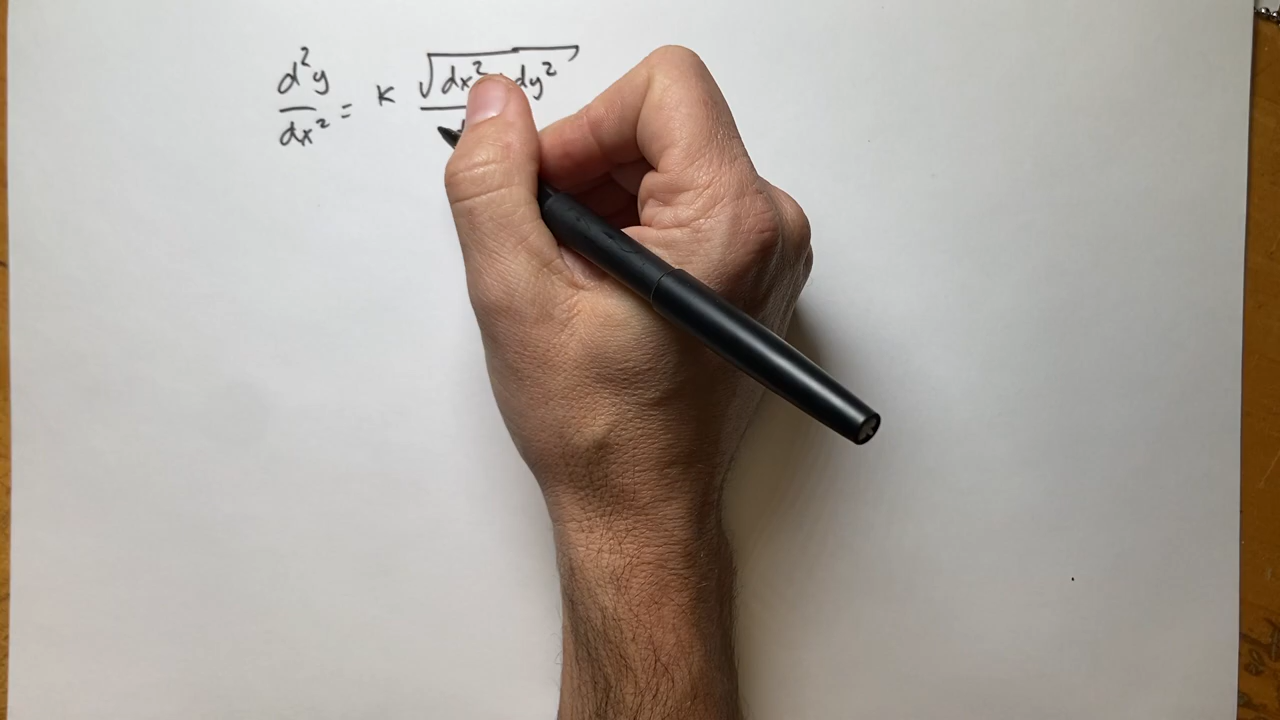 d²y/dx² = K √dx² dy² / d